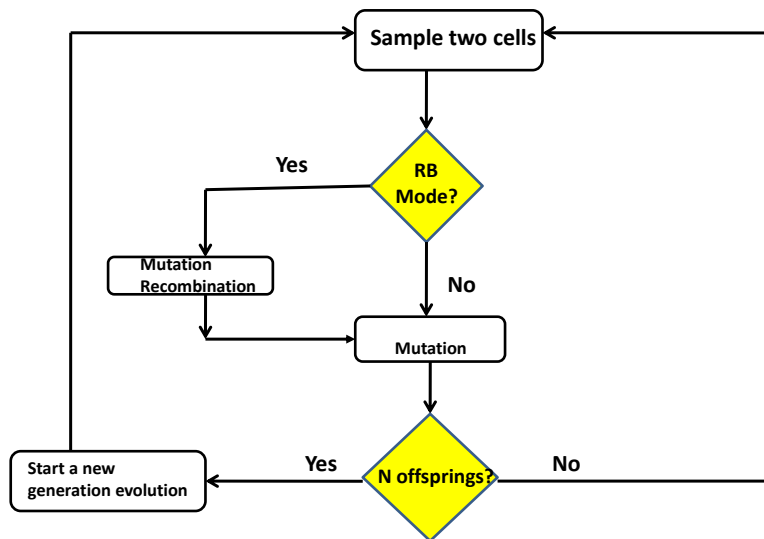 Sample two cells
Yes
RB
Mode?
Mutation
Recombination
No
Mutation
Start a new
generation evolution
Yes
N offsprings?
No